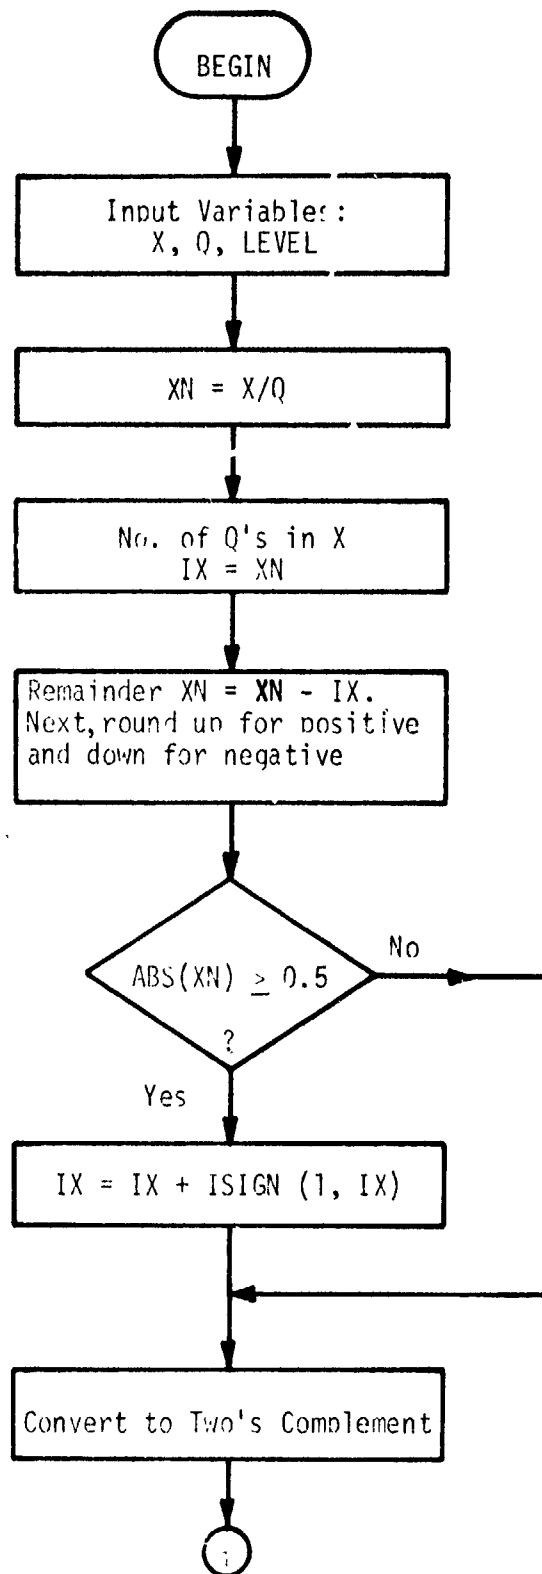 BEGIN
Input Variables:
X, Q, LEVEL
XN = X/Q
No. of Q's in X
IX = XN
Remainder XN = XN - IX.
Next, round up for positive
and down for negative
ABS(XN) ≥ 0.5
?
No
Yes
IX = IX + ISIGN (1, IX)
Convert to Two's Complement
1